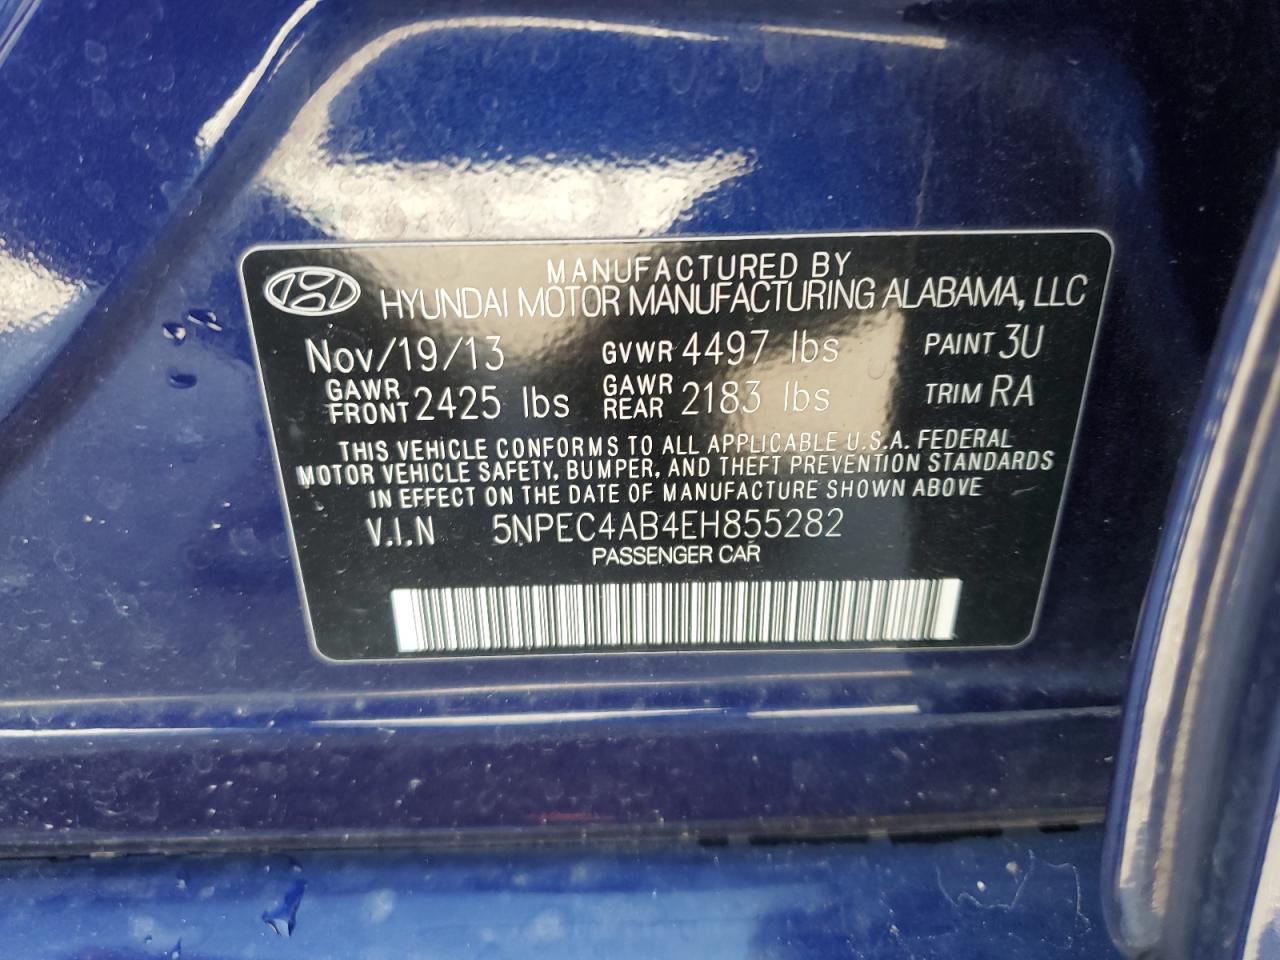 MANUFACTURED BY
HYUNDAI MOTOR MANUFACTURING ALABAMA, LLC
Nov/19/13 GVWR 4497 lbs PAINT 3U
GAWR FRONT 2425 lbs GAWR REAR 2183 lbs TRIM RA
THIS VEHICLE CONFORMS TO ALL APPLICABLE U.S.A. FEDERAL
MOTOR VEHICLE SAFETY, BUMPER, AND THEFT PREVENTION STANDARDS
IN EFFECT ON THE DATE OF MANUFACTURE SHOWN ABOVE
V.I.N 5NPEC4AB4EH855282
PASSENGER CAR